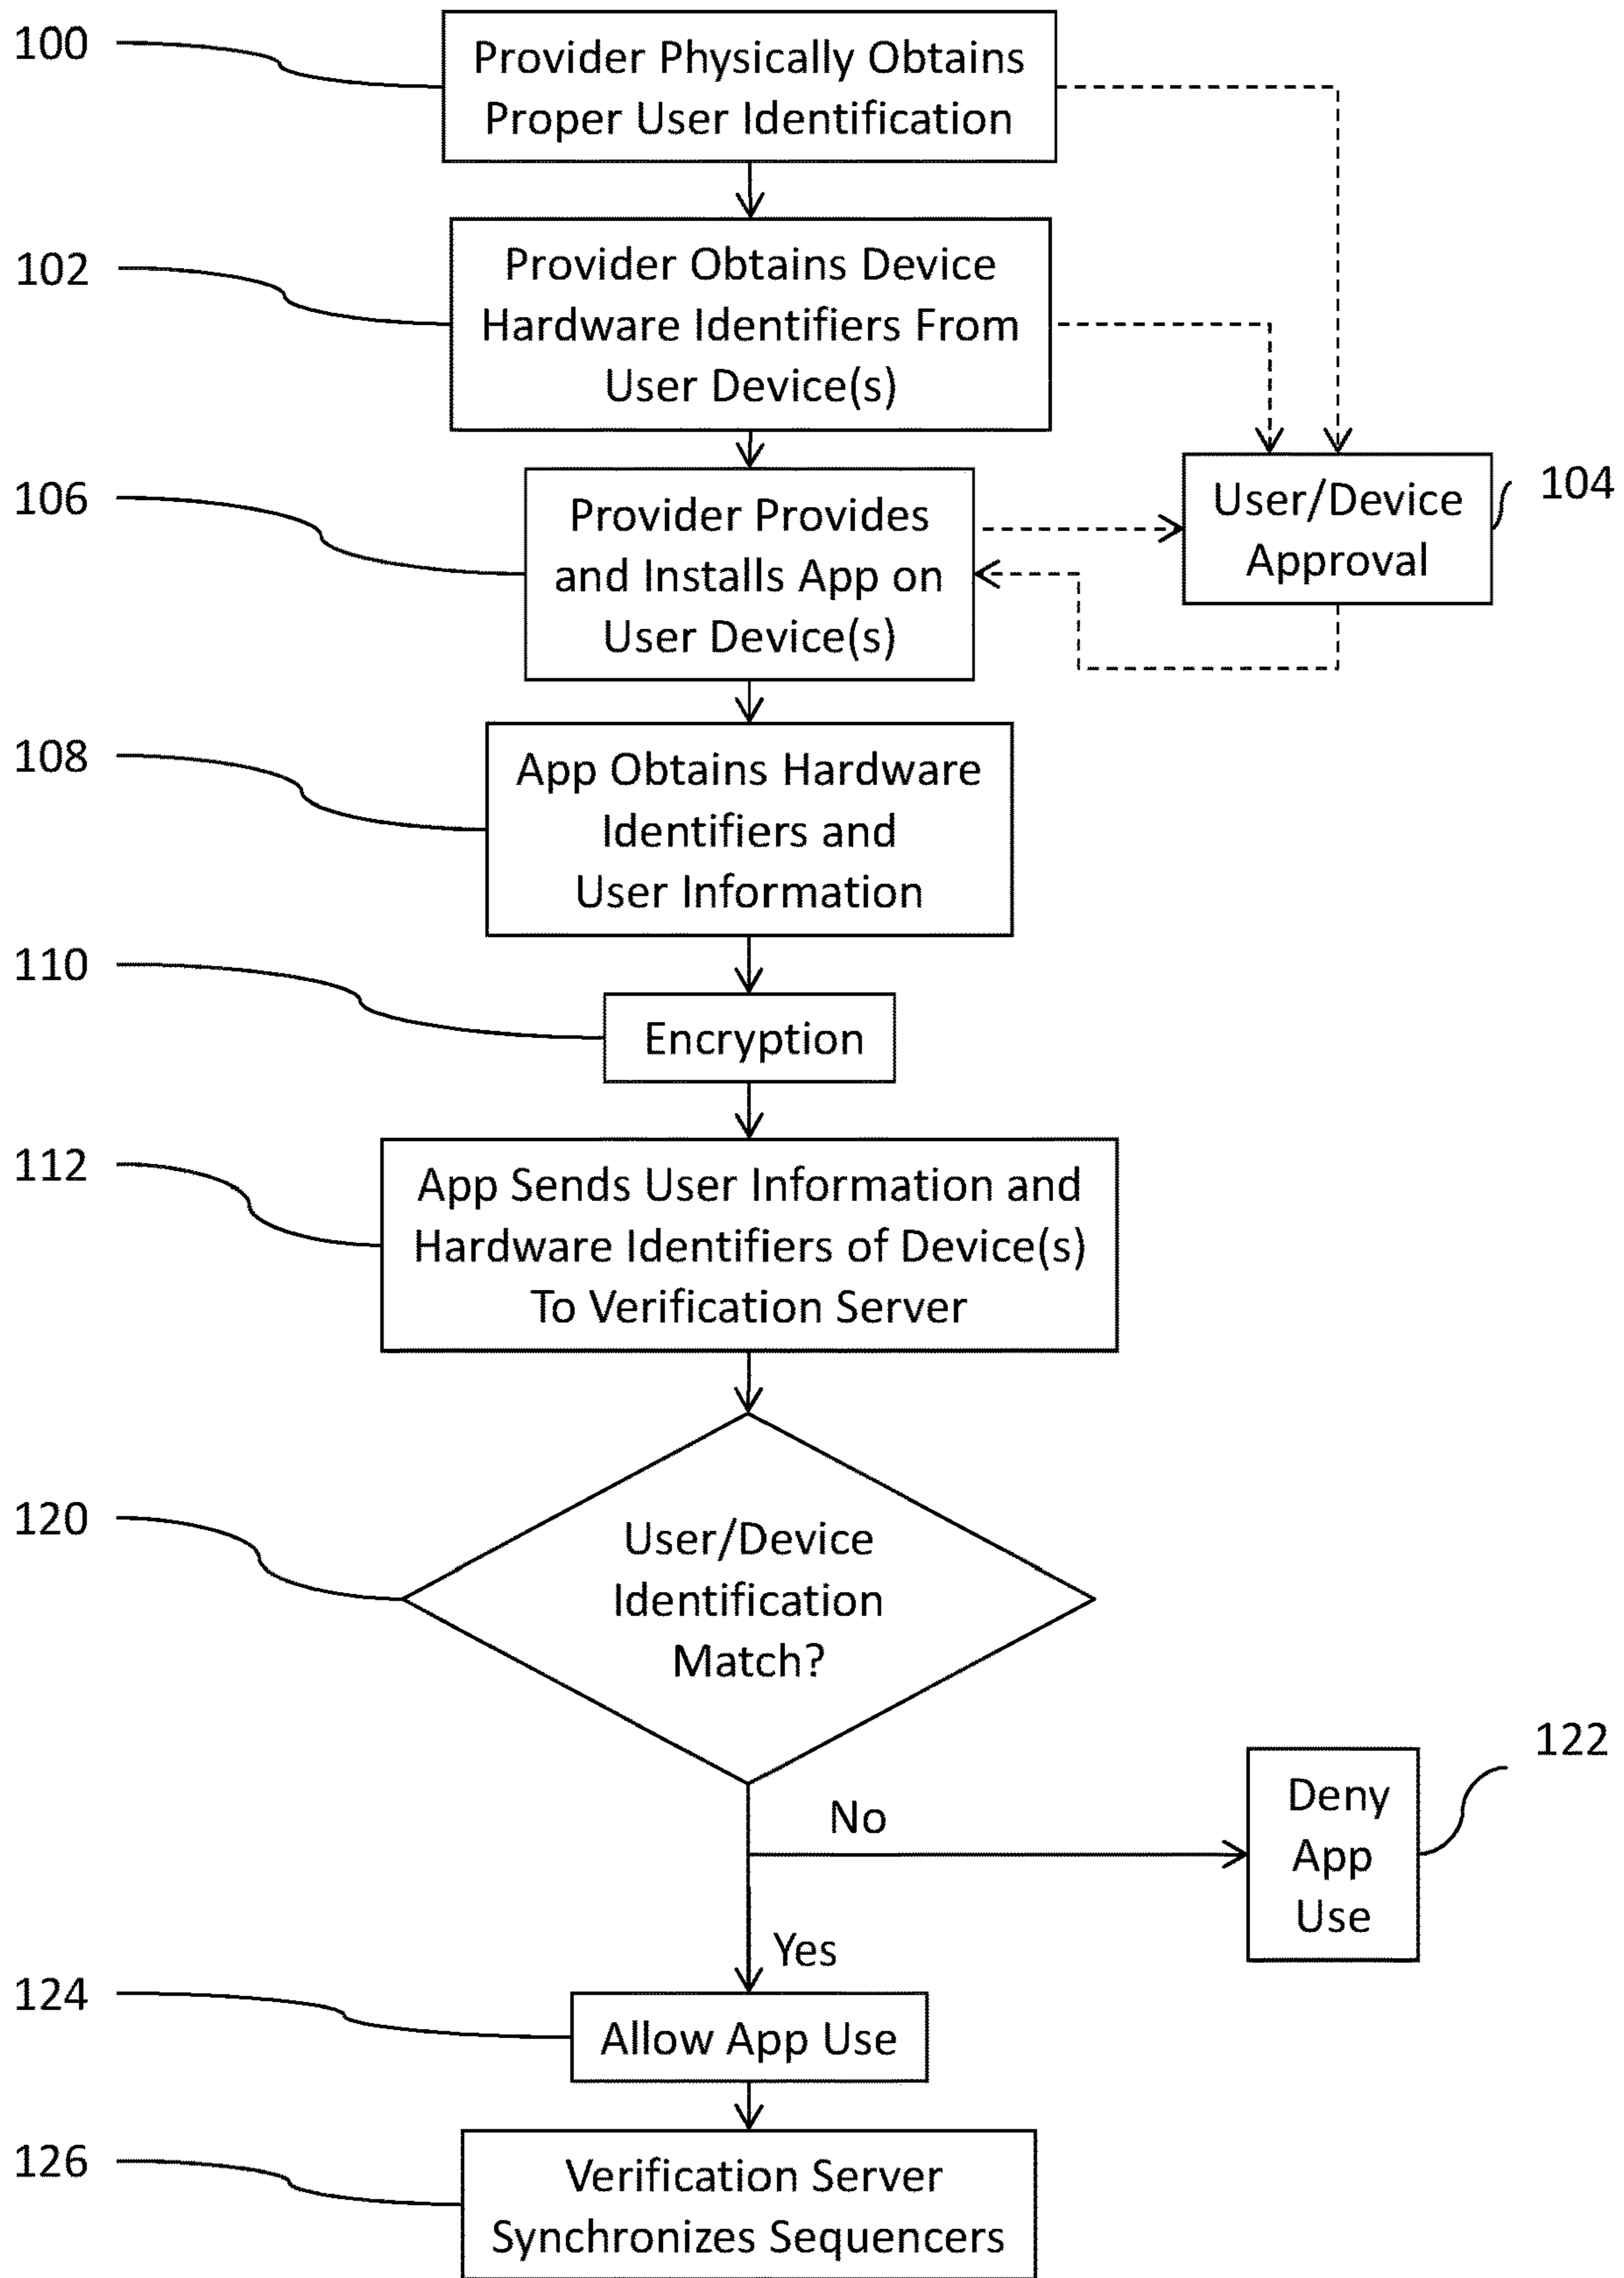 100
Provider Physically Obtains
Proper User Identification
102
Provider Obtains Device
Hardware Identifiers From
User Device(s)
106
Provider Provides
and Installs App on
User Device(s)
104
User/Device
Approval
108
App Obtains Hardware
Identifiers and
User Information
110
Encryption
112
App Sends User Information and
Hardware Identifiers of Device(s)
To Verification Server
120
User/Device
Identification
Match?
No
122
Deny
App
Use
Yes
124
Allow App Use
126
Verification Server
Synchronizes Sequencers